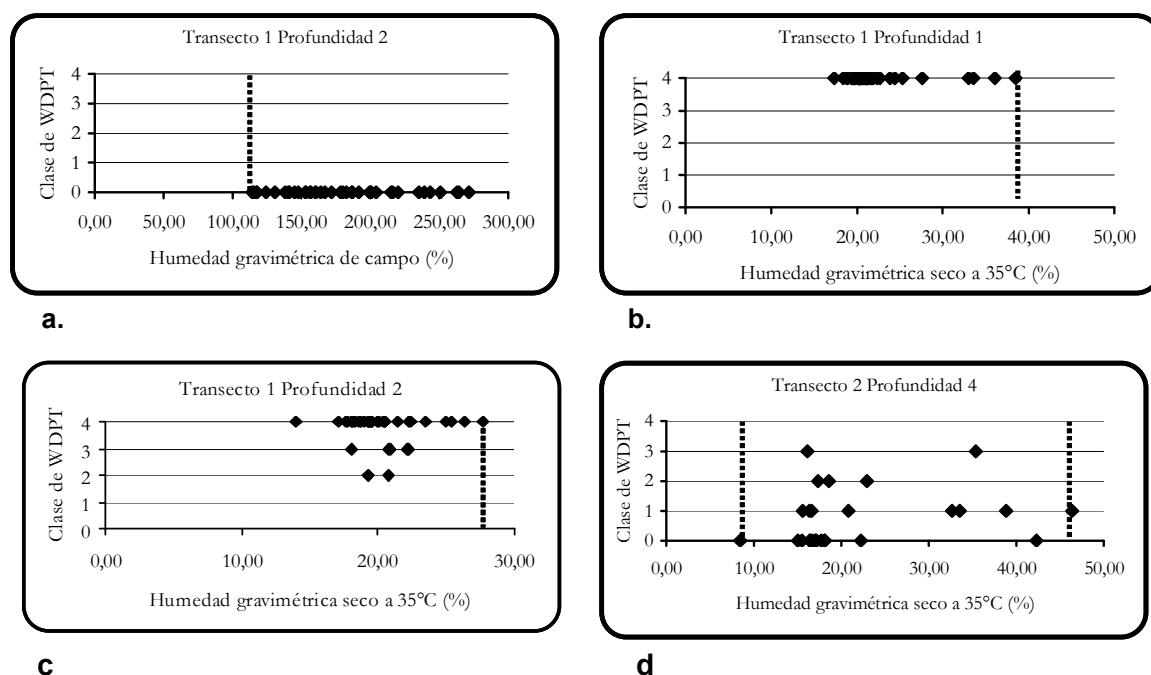 Transecto 1 Profundidad 2
Clase de WDPT
4
3
2
1
0
0,00 50,00 100,00 150,00 200,00 250,00 300,00
Humedad gravimétrica de campo (%)
a.
Transecto 1 Profundidad 1
Clase de WDPT
4
3
2
1
0
0,00 10,00 20,00 30,00 40,00 50,00
Humedad gravimétrica seco a 35°C (%)
b.
Transecto 1 Profundidad 2
Clase de WDPT
4
3
2
1
0
0,00 10,00 20,00 30,00
Humedad gravimétrica seco a 35°C (%)
c
Transecto 2 Profundidad 4
Clase de WDPT
4
3
2
1
0
0,00 10,00 20,00 30,00 40,00 50,00
Humedad gravimétrica seco a 35°C (%)
d